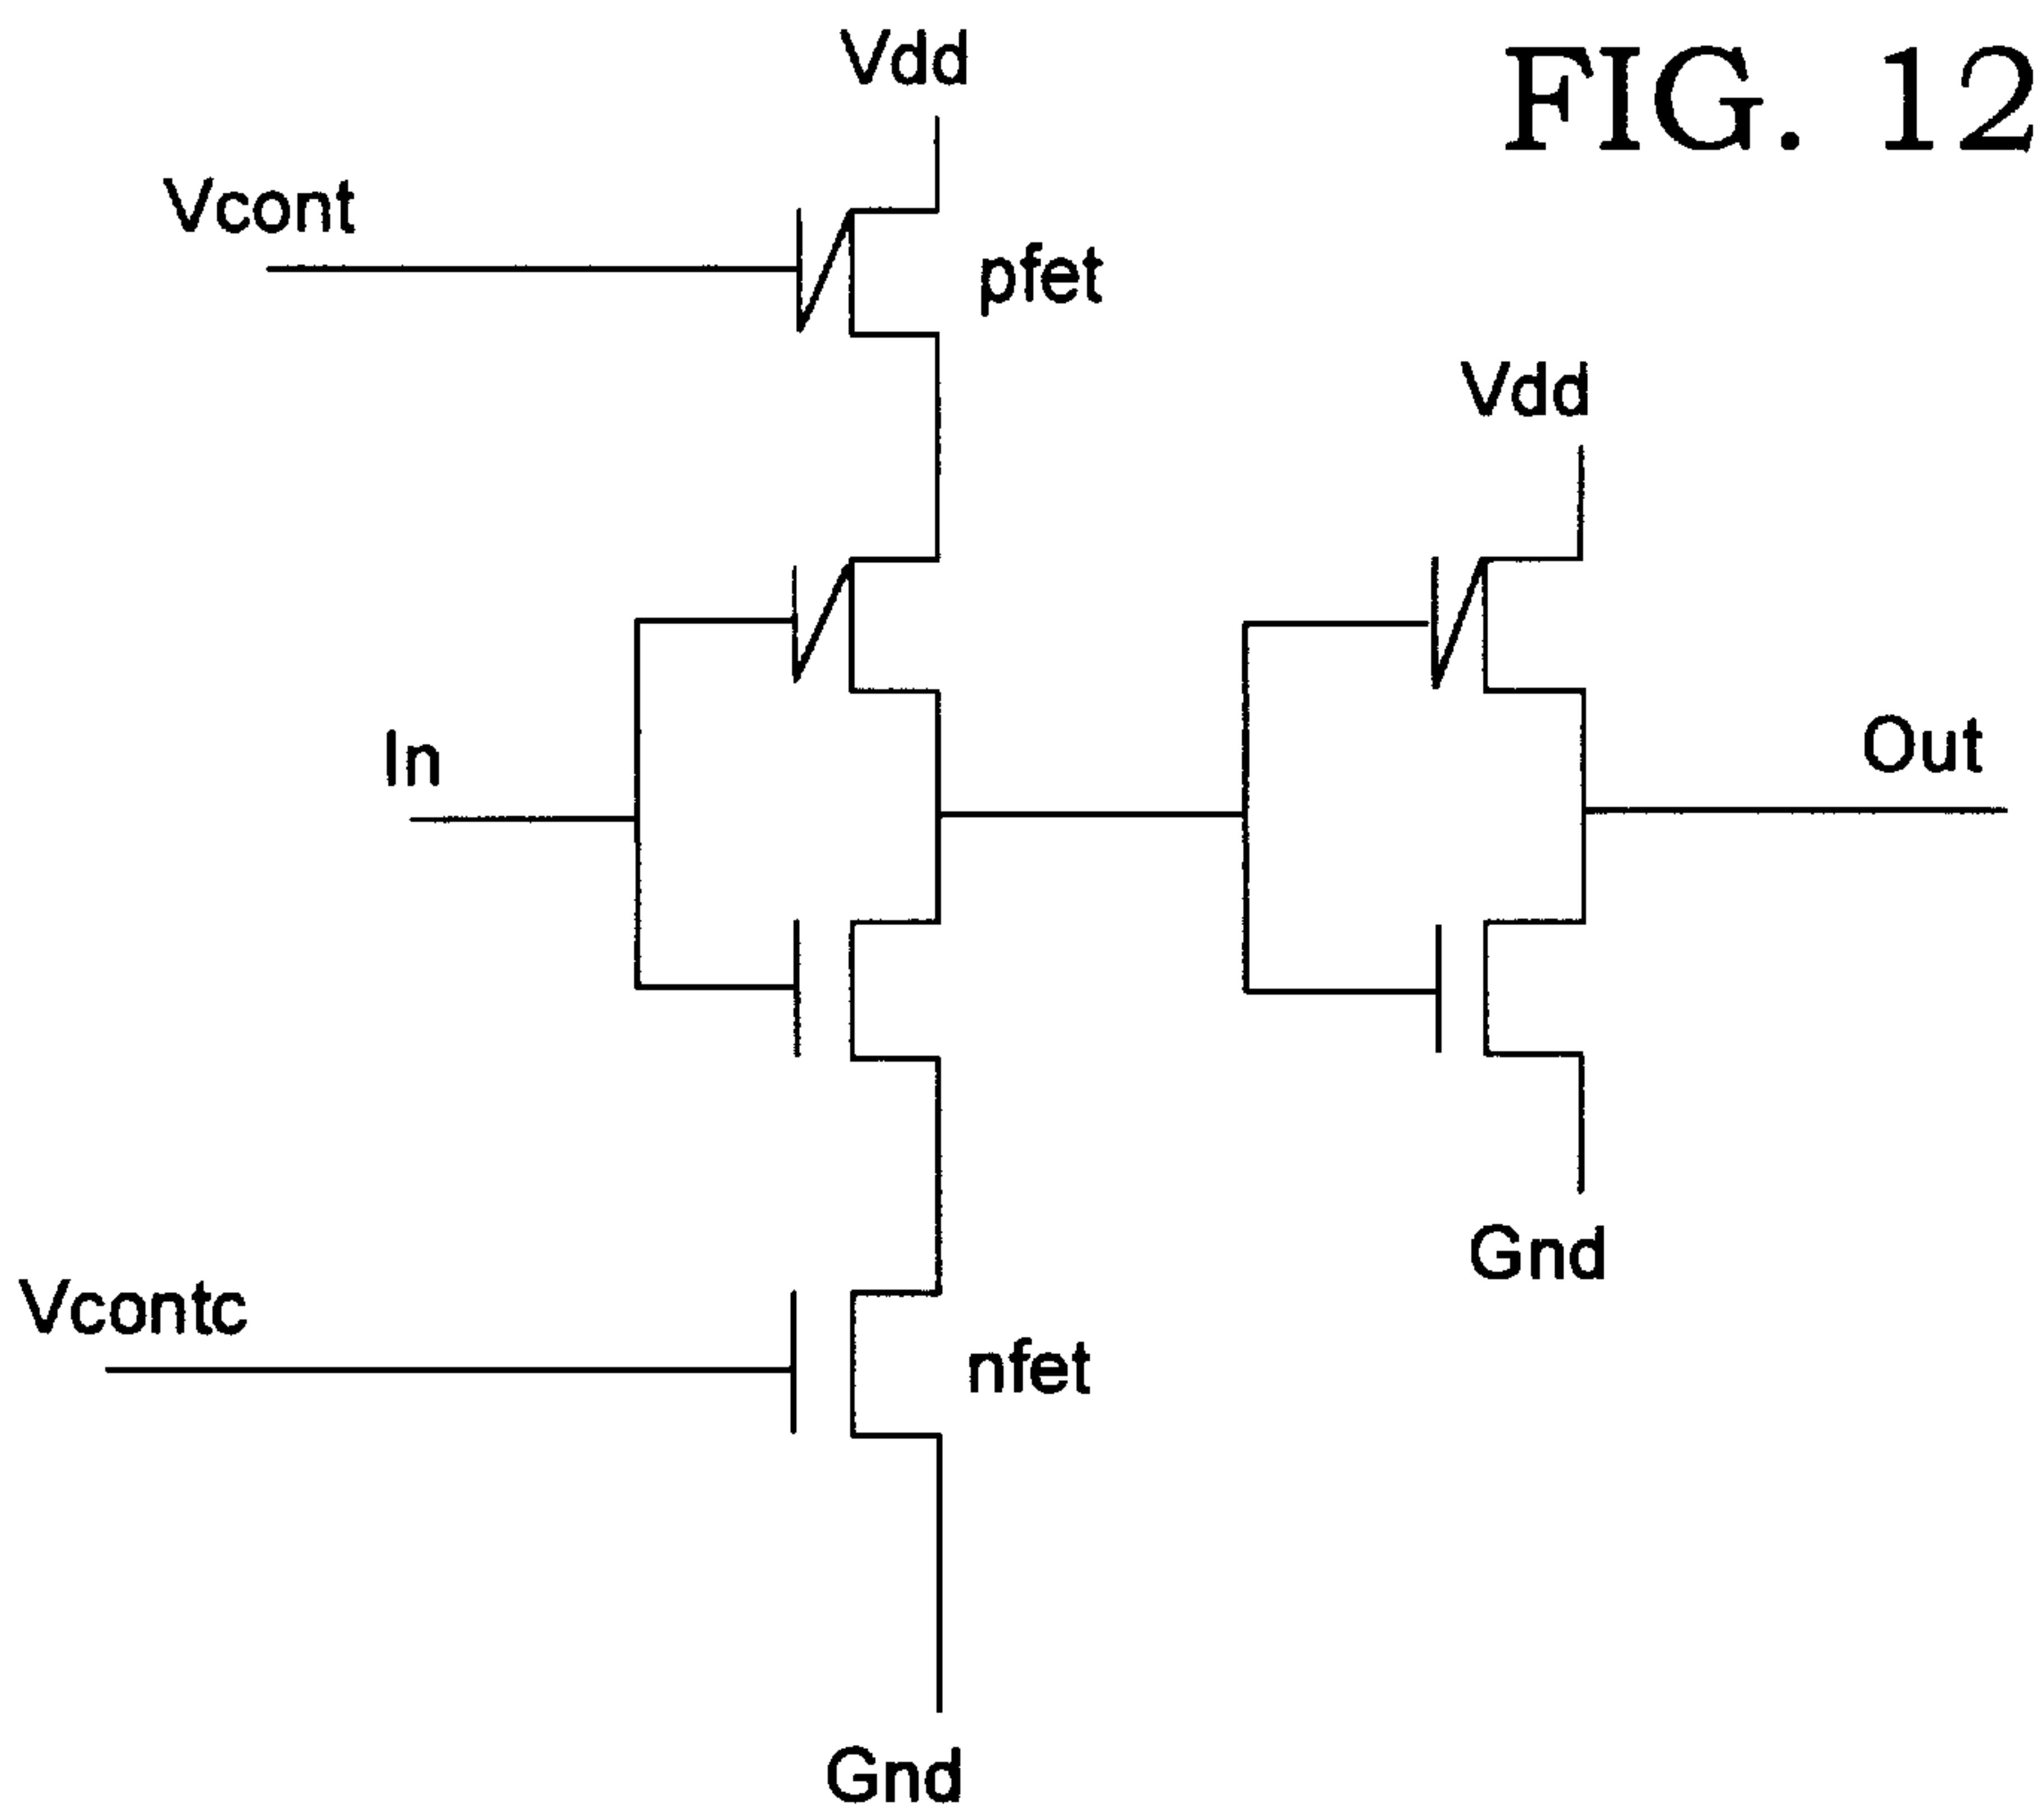 Vdd
FIG. 12
Vcont
pfet
Vdd
In
Out
Gnd
Vcontc
nfet
Gnd